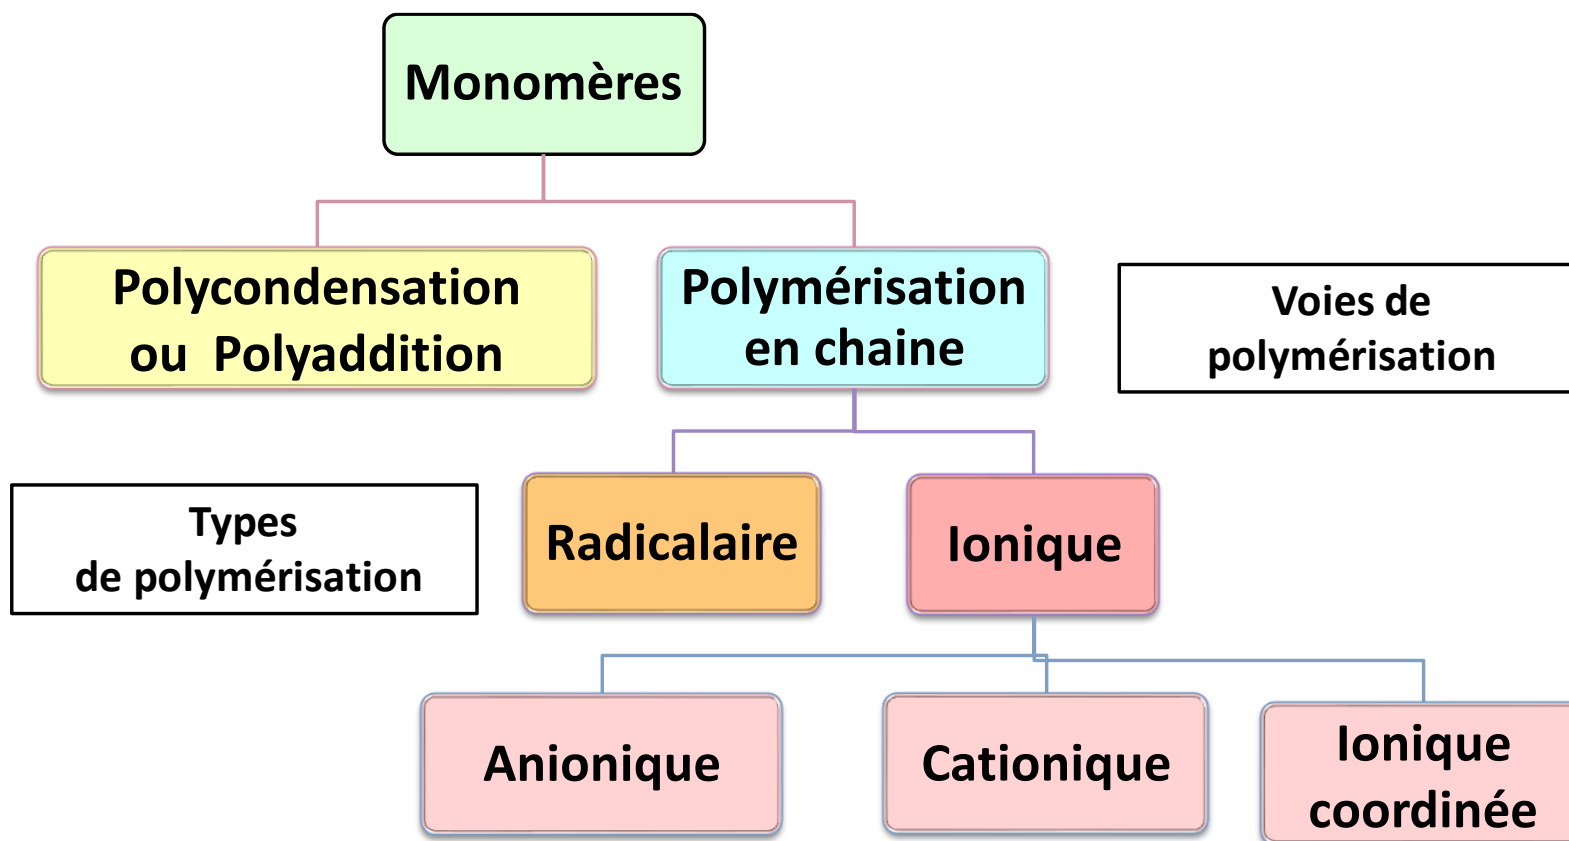 Monomères
Polycondensation
ou Polyaddition
Polymérisation
en chaine
Voies de
polymérisation
Types
de polymérisation
Radicalaire
Ionique
Anionique
Cationique
Ionique
coordinée